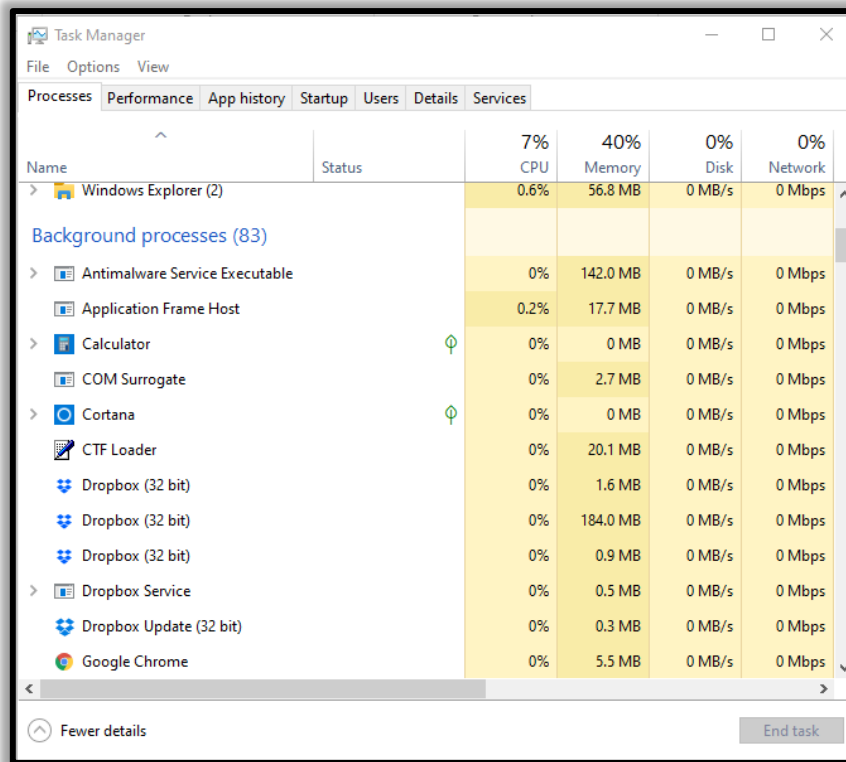 Task Manager
File Options View
Processes Performance App history Startup Users Details Services
7% 40% 0% 0%
Name Status CPU Memory Disk Network
Windows Explorer (2) 0.6% 56.8 MB 0 MB/s 0 Mbps
Background processes (83)
Antimalware Service Executable 0% 142.0 MB 0 MB/s 0 Mbps
Application Frame Host 0.2% 17.7 MB 0 MB/s 0 Mbps
Calculator 0% 0 MB 0 MB/s 0 Mbps
COM Surrogate 0% 2.7 MB 0 MB/s 0 Mbps
Cortana 0% 0 MB 0 MB/s 0 Mbps
CTF Loader 0% 20.1 MB 0 MB/s 0 Mbps
Dropbox (32 bit) 0% 1.6 MB 0 MB/s 0 Mbps
Dropbox (32 bit) 0% 184.0 MB 0 MB/s 0 Mbps
Dropbox (32 bit) 0% 0.9 MB 0 MB/s 0 Mbps
Dropbox Service 0% 0.5 MB 0 MB/s 0 Mbps
Dropbox Update (32 bit) 0% 0.3 MB 0 MB/s 0 Mbps
Google Chrome 0% 5.5 MB 0 MB/s 0 Mbps
Fewer details End task